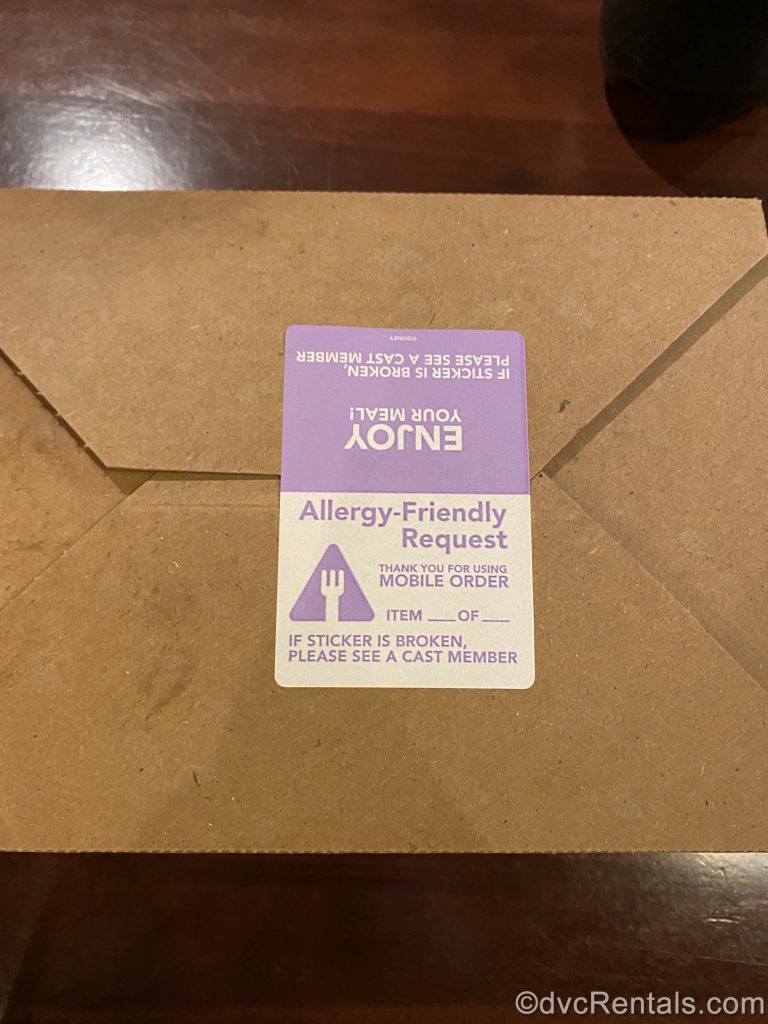 ©DISNEY
IF STICKER IS BROKEN,
PLEASE SEE A CAST MEMBER
ENJOY
YOUR MEAL!
Allergy-Friendly
Request
THANK YOU FOR USING
MOBILE ORDER
ITEM ___ OF ___
IF STICKER IS BROKEN,
PLEASE SEE A CAST MEMBER
©dvcRentals.com